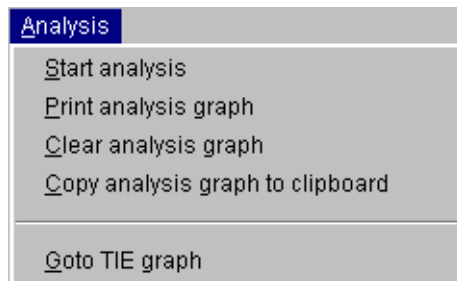 Analysis
Start analysis
Print analysis graph
Clear analysis graph
Copy analysis graph to clipboard
Goto TIE graph